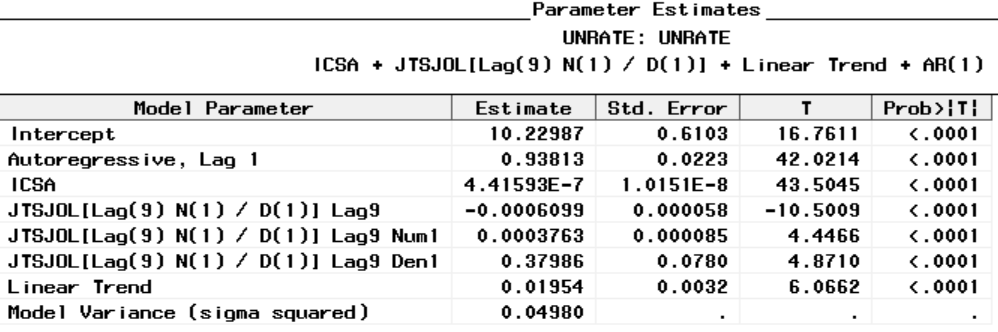 Parameter Estimates
UNRATE: UNRATE
ICSA + JTSJOL[Lag(9) N(1) / D(1)] + Linear Trend + AR(1)
Model Parameter Estimate Std. Error T Prob>|T|
Intercept 10.22987 0.6103 16.7611 <.0001
Autoregressive, Lag 1 0.93813 0.0223 42.0214 <.0001
ICSA 4.41593E-7 1.0151E-8 43.5045 <.0001
JTSJOL[Lag(9) N(1) / D(1)] Lag9 -0.0006099 0.000058 -10.5009 <.0001
JTSJOL[Lag(9) N(1) / D(1)] Lag9 Num1 0.0003763 0.000085 4.4466 <.0001
JTSJOL[Lag(9) N(1) / D(1)] Lag9 Den1 0.37986 0.0780 4.8710 <.0001
Linear Trend 0.01954 0.0032 6.0662 <.0001
Model Variance (sigma squared) 0.04980 . . .